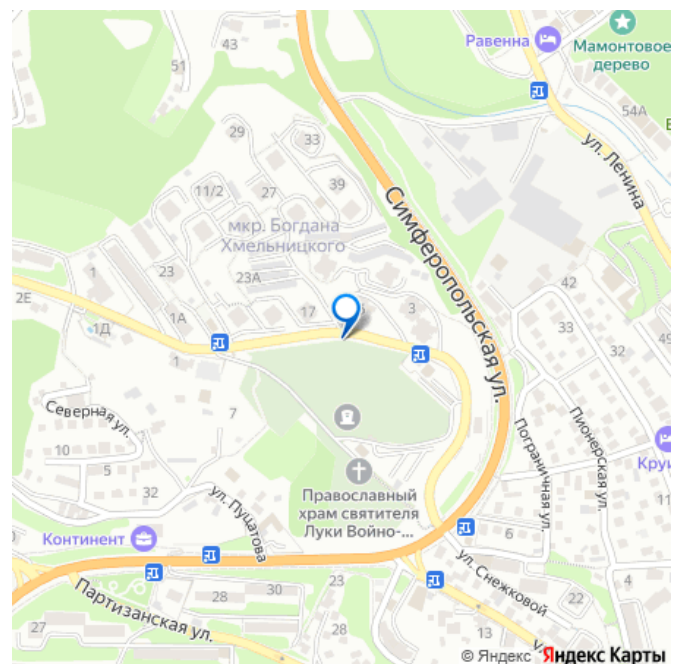 43
Равенна
Мамонтовое
дерево
51
54А
29
33
ул. Ленина
39
11/2
27
Симферопольская ул.
мкр. Богдана
Хмельницкого
23
23А
1
42
2Е
17
3
33
1А
1Д
32
49
1
Северная ул.
7
Пионерская ул.
10
5
Пограничная ул.
32
Православный
храм святителя
Луки Войно-...
ул. Пуцатова
Континент
6
ул. Снежковой
Партизанская ул.
30
23
22
4
28
27
28
13
© Яндекс Яндекс Карты